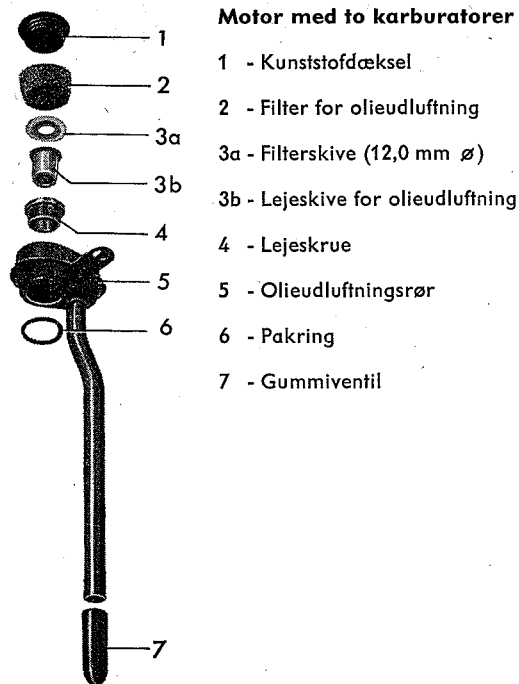 Motor med to karburatorer
1 - Kunststofdæksel
2 - Filter for olieudluftning
3a - Filterskive (12,0 mm ø)
3b - Lejeskive for olieudluftning
4 - Lejeskrue
5 - Olieudluftningsrør
6 - Pakring
7 - Gummiventil
1
2
3a
3b
4
5
6
7